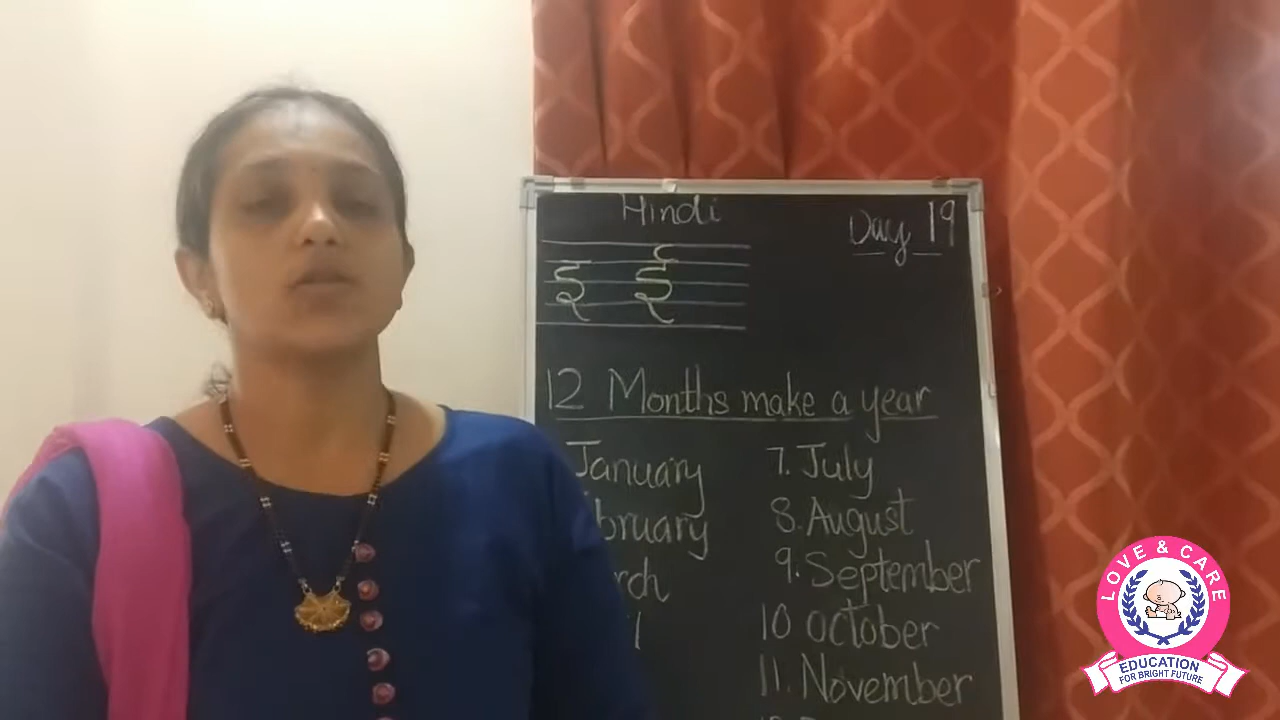 Hindi
Day 19
इ ई
12 Months make a year
January
7. July
8. August
9. September
10 october
11. November
LOVE & CARE
EDUCATION
FOR BRIGHT FUTURE